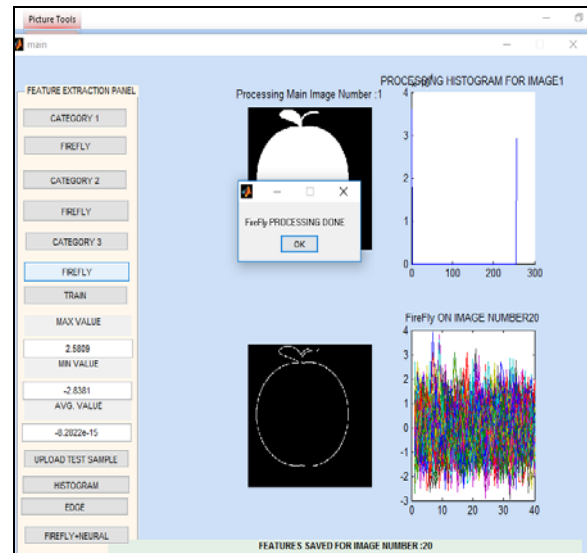 Picture Tools
main
FEATURE EXTRACTION PANEL
CATEGORY 1
FIREFLY
CATEGORY 2
FIREFLY
CATEGORY 3
FIREFLY
TRAIN
MAX VALUE
2.5809
MIN VALUE
-2.8381
AVG. VALUE
-8.2822e-15
UPLOAD TEST SAMPLE
HISTOGRAM
EDGE
FIREFLY+NEURAL
Processing Main Image Number :1
FireFly PROCESSING DONE
OK
PROCESSING HISTOGRAM FOR IMAGE1
4
3
2
1
0
0 100 200 300
FireFly ON IMAGE NUMBER20
4
3
2
1
0
-1
-2
-3
0 10 20 30 40
FEATURES SAVED FOR IMAGE NUMBER :20